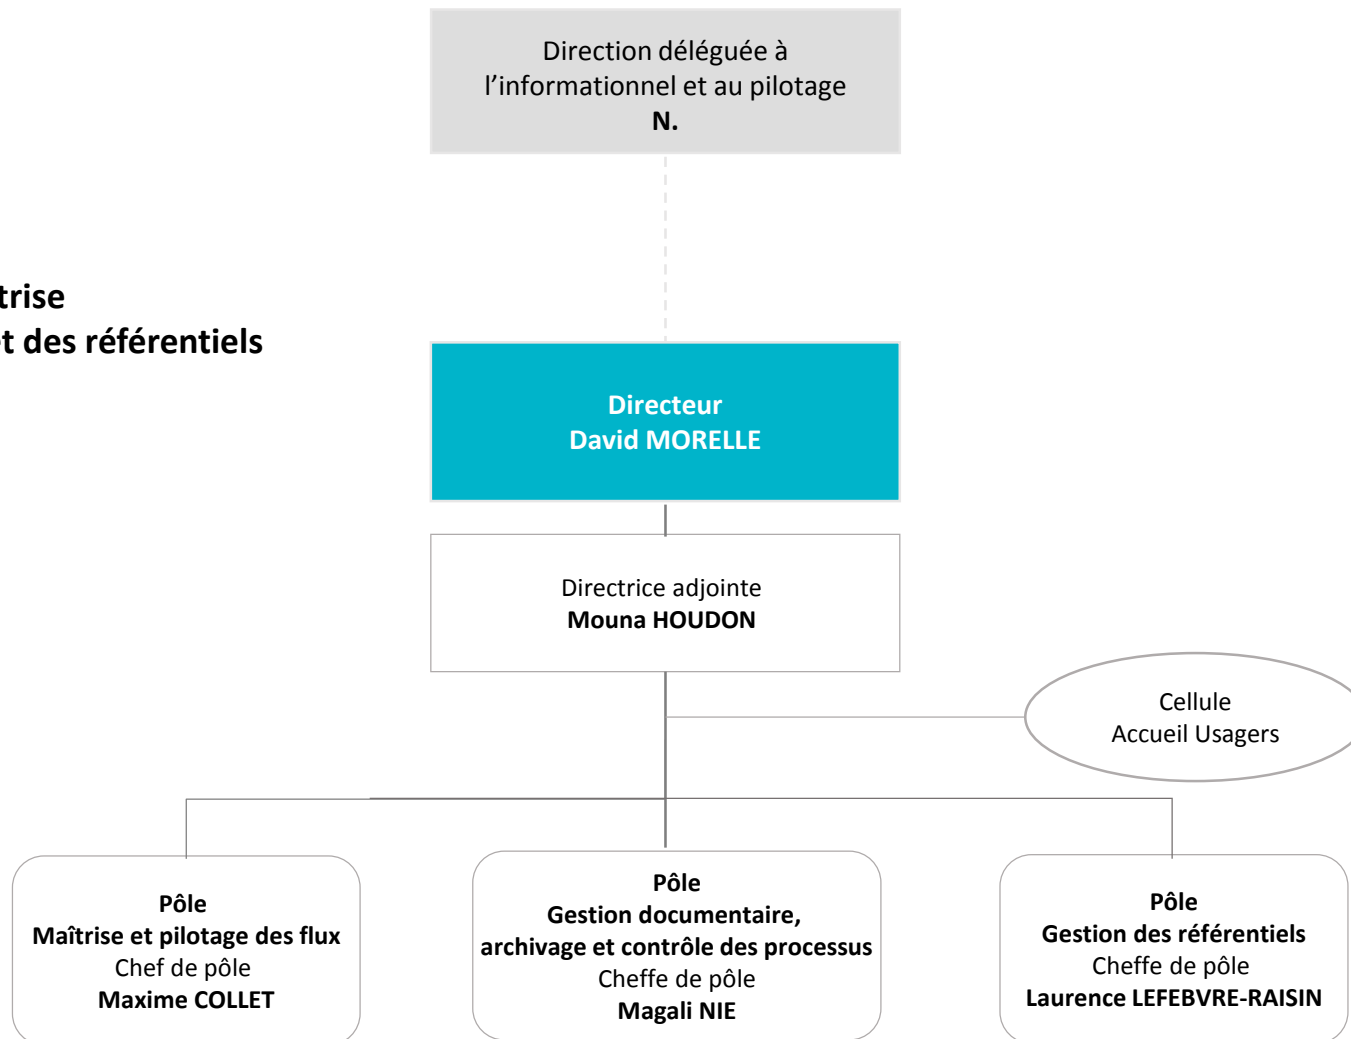 Direction déléguée à
l’informationnel et au pilotage
N.
trise
t des référentiels
Directeur
David MORELLE
Directrice adjointe
Mouna HOUDON
Cellule
Accueil Usagers
Pôle
Maîtrise et pilotage des flux
Chef de pôle
Maxime COLLET
Pôle
Gestion documentaire,
archivage et contrôle des processus
Cheffe de pôle
Magali NIE
Pôle
Gestion des référentiels
Cheffe de pôle
Laurence LEFEBVRE-RAISIN